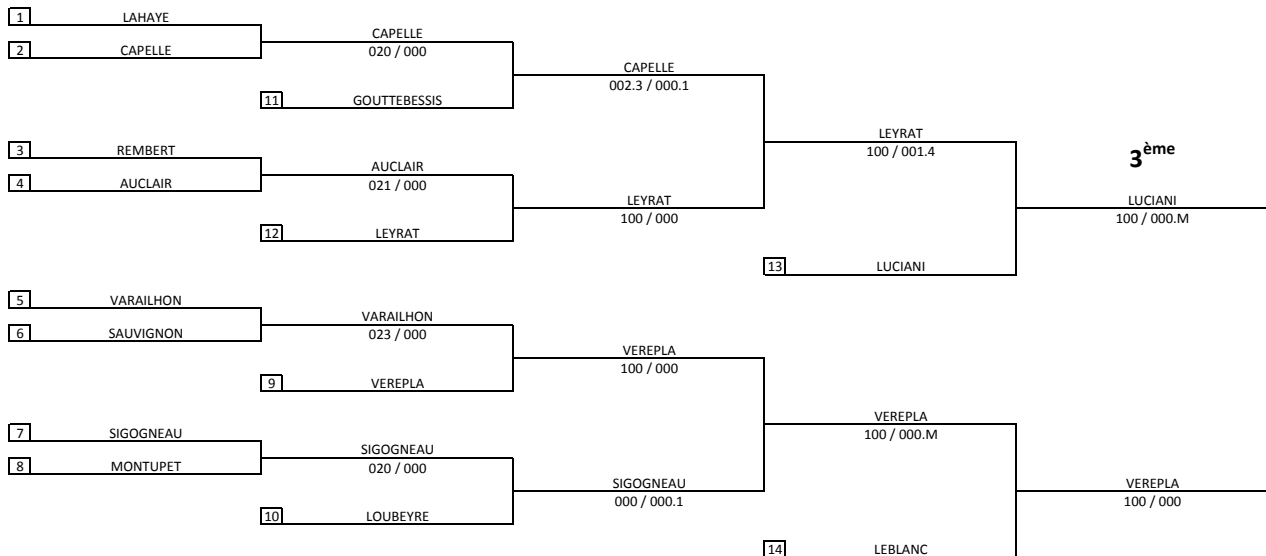 1 LAHAYE
CAPELLE
2 CAPELLE
020 / 000
CAPELLE
002.3 / 000.1
11 GOUTTEBESSIS
LEYRAT
100 / 001.4
3 REMBERT
3ème
AUCLAIR
4 AUCLAIR
021 / 000
LEYRAT
100 / 000
LUCIANI
100 / 000.M
12 LEYRAT
13 LUCIANI
5 VARAILHON
VARAILHON
6 SAUVIGNON
023 / 000
VEREPLA
100 / 000
9 VEREPLA
VEREPLA
100 / 000.M
7 SIGOGNEAU
SIGOGNEAU
8 MONTUPET
020 / 000
SIGOGNEAU
000 / 000.1
VEREPLA
100 / 000
10 LOUBEYRE
14 LEBLANC